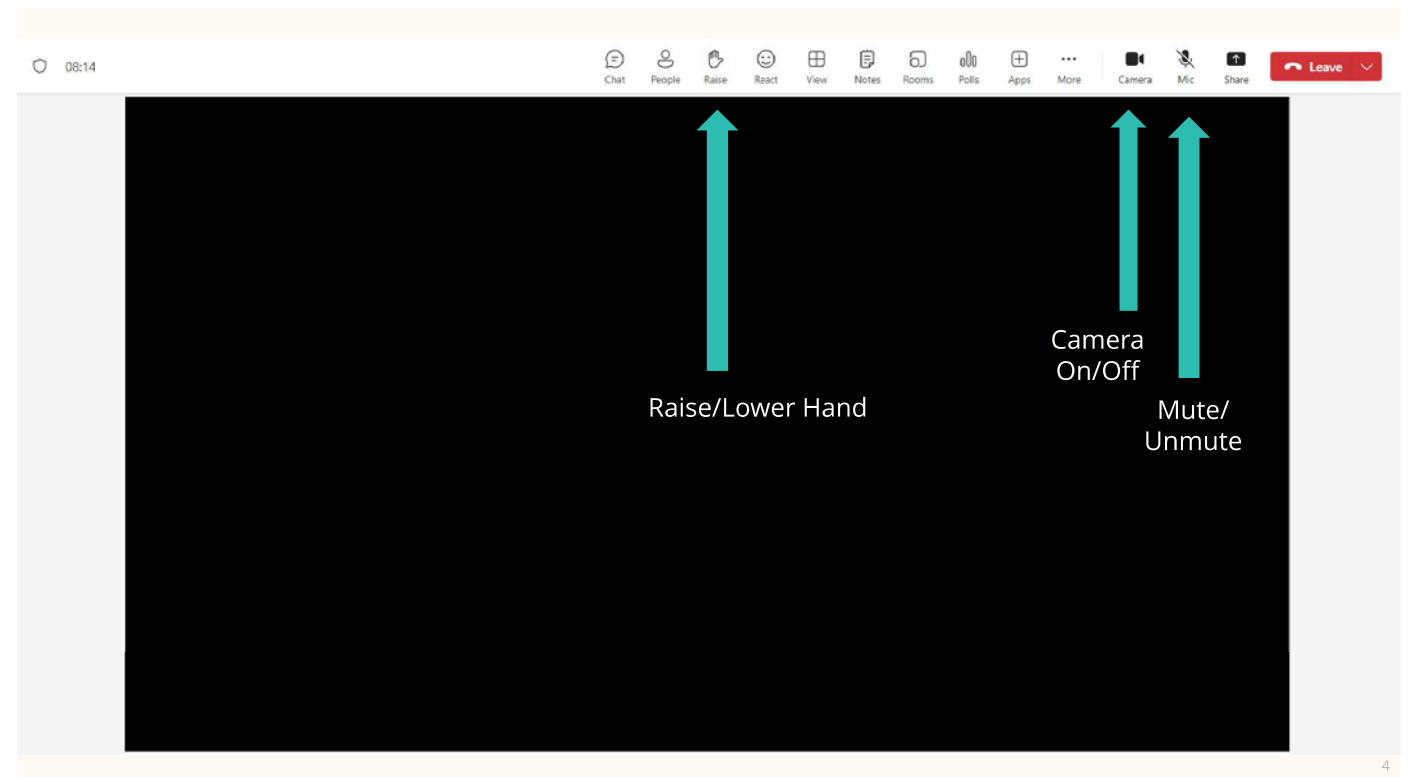 08:14
Chat People Raise React View Notes Rooms Polls Apps More Camera Mic Share Leave
Camera
On/Off
Raise/Lower Hand
Mute/
Unmute
4